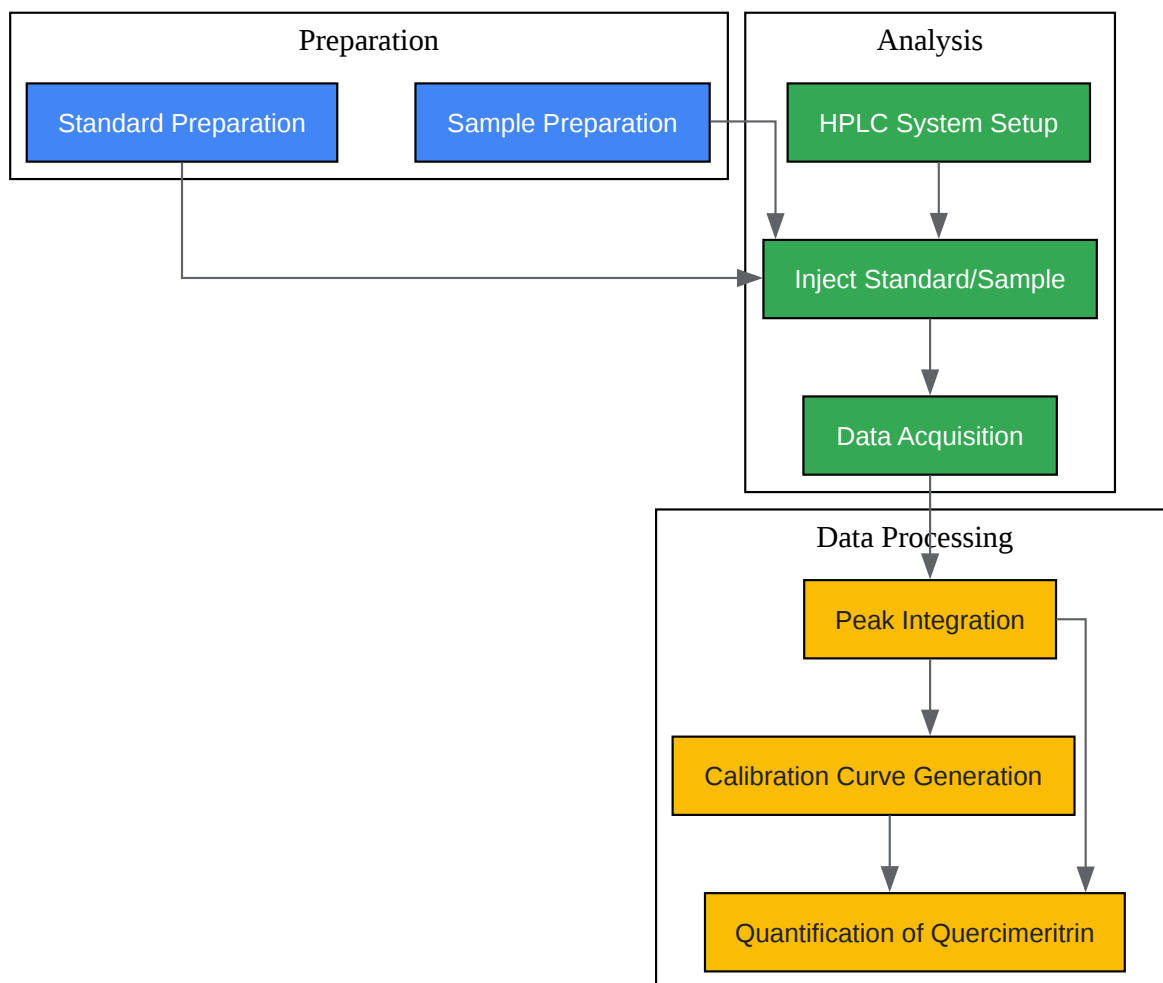 Preparation
Standard Preparation
Sample Preparation
Analysis
HPLC System Setup
Inject Standard/Sample
Data Acquisition
Data Processing
Peak Integration
Calibration Curve Generation
Quantification of Quercimeritrin